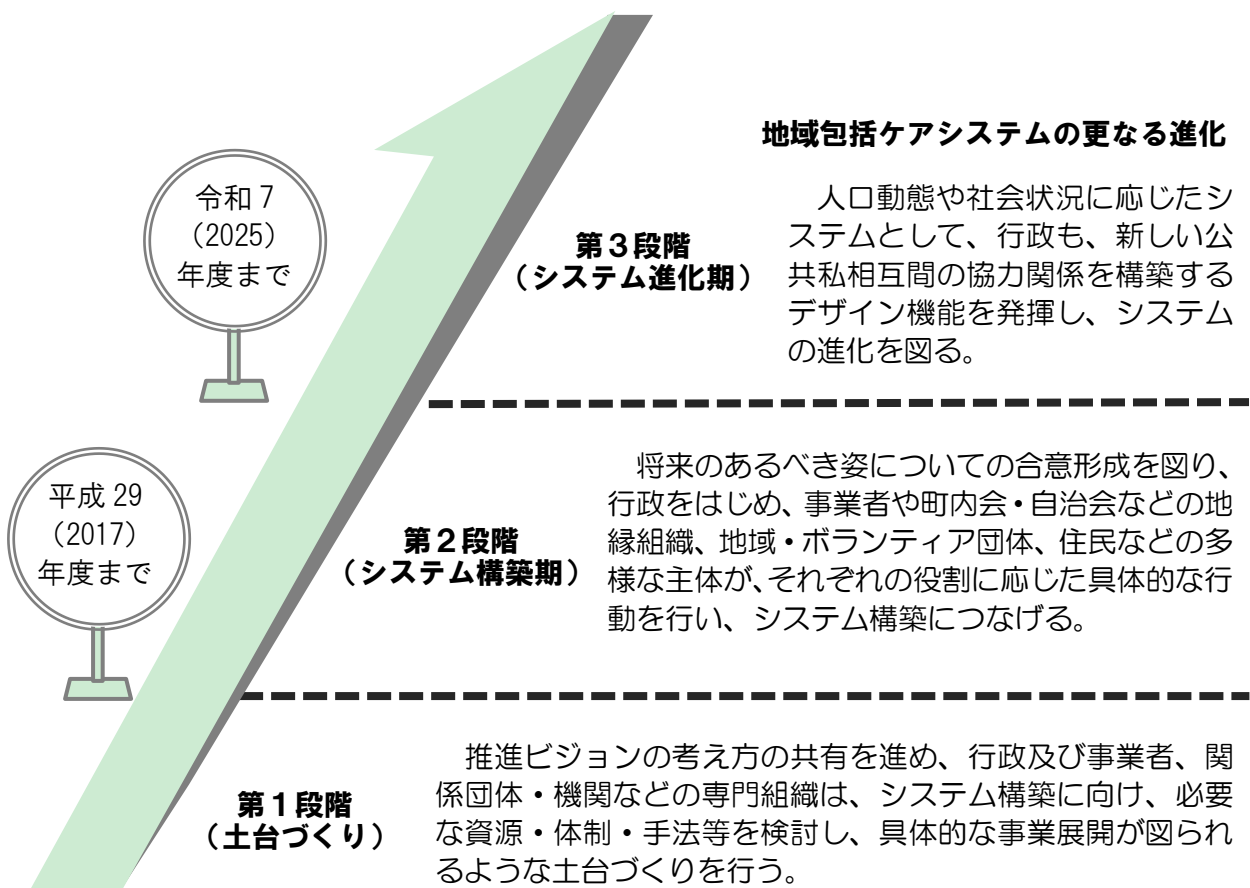 地域包括ケアシステムの更なる進化
令和7
（2025）
年度まで
第３段階
（システム進化期）
人口動態や社会状況に応じたシ
ステムとして、行政も、新しい公
共私相互間の協力関係を構築する
デザイン機能を発揮し、システム
の進化を図る。
平成29
（2017）
年度まで
第２段階
（システム構築期）
将来のあるべき姿についての合意形成を図り、
行政をはじめ、事業者や町内会・自治会などの地
縁組織、地域・ボランティア団体、住民などの多
様な主体が、それぞれの役割に応じた具体的な行
動を行い、システム構築につなげる。
第１段階
（土台づくり）
推進ビジョンの考え方の共有を進め、行政及び事業者、関
係団体・機関などの専門組織は、システム構築に向け、必要
な資源・体制・手法等を検討し、具体的な事業展開が図られ
るような土台づくりを行う。